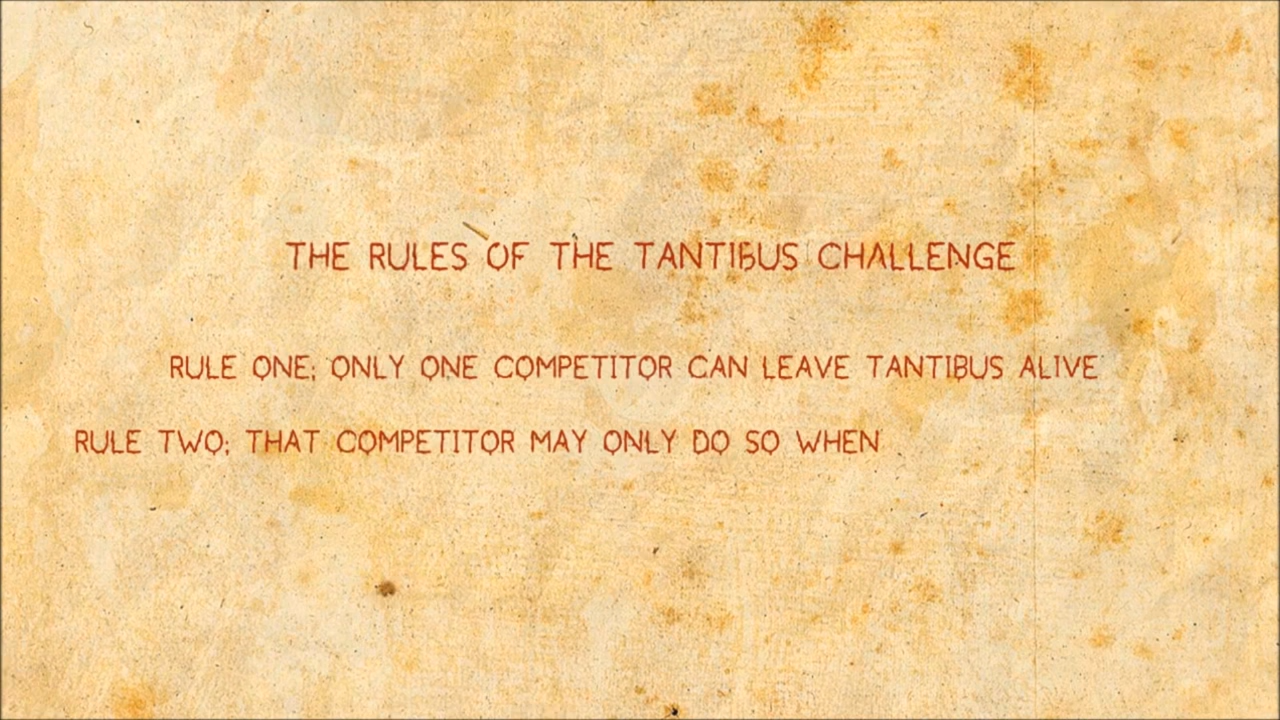 THE RULES OF THE TANTIBUS CHALLENGE
RULE ONE; ONLY ONE COMPETITOR CAN LEAVE TANTIBUS ALIVE
RULE TWO; THAT COMPETITOR MAY ONLY DO SO WHEN